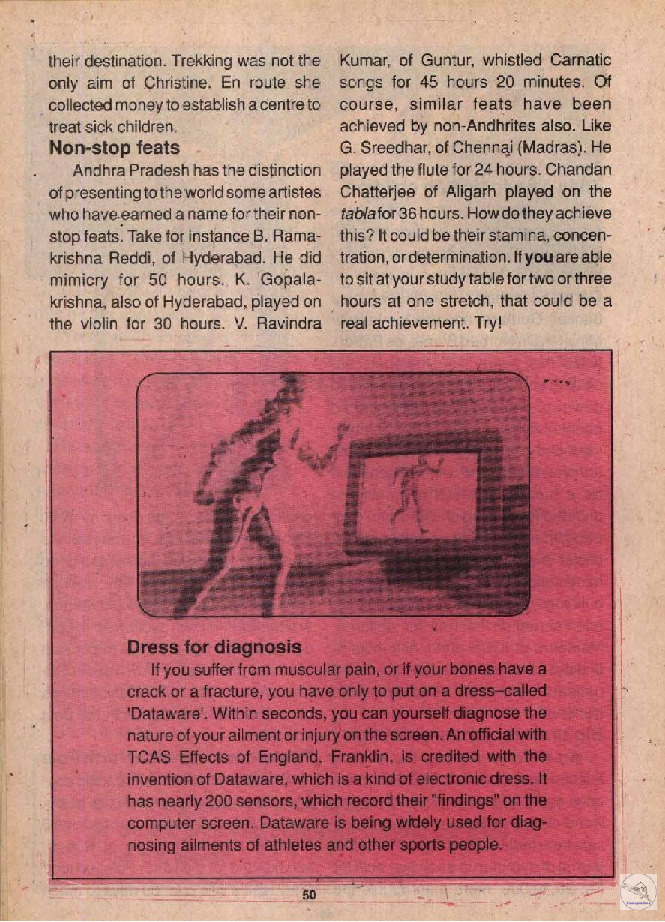 their destination. Trekking was not the
only aim of Christine. En route she
collected money to establish a centre to
treat sick children.
Non-stop feats
Andhra Pradesh has the distinction
of presenting to the world some artistes
who have earned a name for their non-
stop feats. Take for instance B. Rama-
krishna Reddi, of Hyderabad. He did
mimicry for 50 hours. K. Gopala-
krishna, also of Hyderabad, played on
the violin for 30 hours. V. Ravindra
Kumar, of Guntur, whistled Carnatic
songs for 45 hours 20 minutes. Of
course, similar feats have been
achieved by non-Andhrites also. Like
G. Sreedhar, of Chennai (Madras). He
played the flute for 24 hours. Chandan
Chatterjee of Aligarh played on the
tabla for 36 hours. How do they achieve
this? It could be their stamina, concen-
tration, or determination. If you are able
to sit at your study table for two or three
hours at one stretch, that could be a
real achievement. Try!
Dress for diagnosis
If you suffer from muscular pain, or if your bones have a
crack or a fracture, you have only to put on a dress–called
'Dataware'. Within seconds, you can yourself diagnose the
nature of your ailment or injury on the screen. An official with
TCAS Effects of England, Franklin, is credited with the
invention of Dataware, which is a kind of electronic dress. It
has nearly 200 sensors, which record their "findings" on the
computer screen. Dataware is being widely used for diag-
nosing ailments of athletes and other sports people.
50